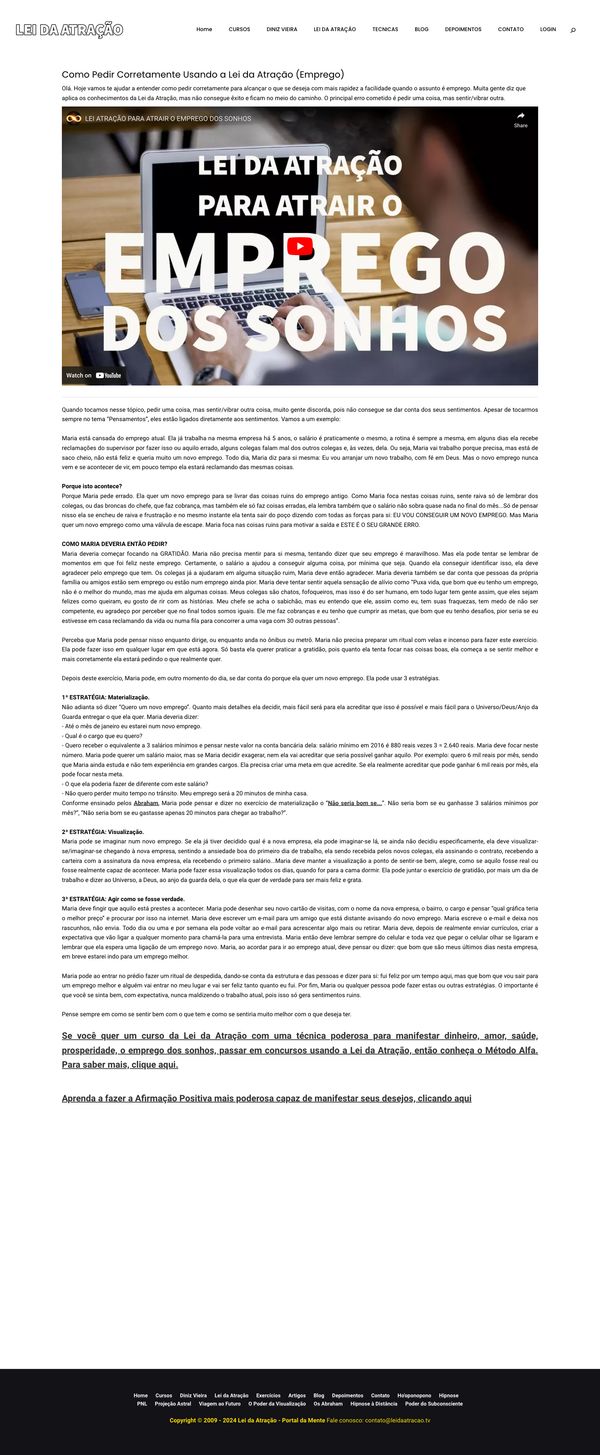 LEI DA ATRAÇÃO
Home CURSOS DINIZ VIEIRA LEI DA ATRAÇÃO TECNICAS BLOG DEPOIMENTOS CONTATO LOGIN
Como Pedir Corretamente Usando a Lei da Atração (Emprego)
Olá. Hoje vamos te ajudar a entender como pedir corretamente para alcançar o que se deseja com mais rapidez a facilidade quando o assunto é emprego. Muita gente diz que
aplica os conhecimentos da Lei da Atração, mas não consegue êxito e ficam no meio do caminho. O principal erro cometido é pedir uma coisa, mas sentir/vibrar outra.
LEI ATRAÇÃO PARA ATRAIR O EMPREGO DOS SONHOS
Share
LEI DA ATRAÇÃO
PARA ATRAIR O
EMPREGO
DOS SONHOS
Watch on YouTube
Quando tocamos nesse tópico, pedir uma coisa, mas sentir/vibrar outra coisa, muito gente discorda, pois não consegue se dar conta dos seus sentimentos. Apesar de tocarmos
sempre no tema "Pensamentos", eles estão ligados diretamente aos sentimentos. Vamos a um exemplo:
Maria está cansada do emprego atual. Ela já trabalha na mesma empresa há 5 anos, o salário é praticamente o mesmo, a rotina é sempre a mesma, em alguns dias ela recebe
reclamações do supervisor por fazer isso ou aquilo errado, alguns colegas falam mal dos outros colegas e, às vezes, dela. Ou seja, Maria vai trabalho porque precisa, mas está de
saco cheio, não está feliz e queria muito um novo emprego. Todo dia, Maria diz para si mesma: Eu vou arranjar um novo trabalho, com fé em Deus. Mas o novo emprego nunca
vem e se acontecer de vir, em pouco tempo ela estará reclamando das mesmas coisas.
Porque isto acontece?
Porque Maria pede errado. Ela quer um novo emprego para se livrar das coisas ruins do emprego antigo. Como Maria foca nestas coisas ruins, sente raiva só de lembrar dos
colegas, ou das broncas do chefe, que faz cobrança, mas também ele só faz coisas erradas, ela lembra também que o salário não sobra quase nada no final do mês...Só de pensar
nisso ela se encheu de raiva e frustração e no mesmo instante ela tenta sair do poço dizendo com todas as forças para si: EU VOU CONSEGUIR UM NOVO EMPREGO. Mas Maria
quer um novo emprego como uma válvula de escape. Maria foca nas coisas ruins para motivar a saída e ESTE É O SEU GRANDE ERRO.
COMO MARIA DEVERIA ENTÃO PEDIR?
Maria deveria começar focando na GRATIDÃO. Maria não precisa mentir para si mesma, tentando dizer que seu emprego é maravilhoso. Mas ela pode tentar se lembrar de
momentos em que foi feliz neste emprego. Certamente, o salário a ajudou a conseguir alguma coisa, por mínima que seja. Quando ela conseguir identificar isso, ela deve
agradecer pelo emprego que tem. Os colegas já a ajudaram em alguma situação ruim, Maria deve então agradecer. Maria deveria também se dar conta que pessoas da própria
família ou amigos estão sem emprego ou estão num emprego ainda pior. Maria deve tentar sentir aquela sensação de alívio como "Puxa vida, que bom que eu tenho um emprego,
não é o melhor do mundo, mas me ajuda em algumas coisas. Meus colegas são chatos, fofoqueiros, mas isso é do ser humano, em todo lugar tem gente assim, que eles sejam
felizes como queiram, eu gosto de rir com as histórias. Meu chefe se acha o sabichão, mas eu entendo que ele, assim como eu, tem suas fraquezas, tem medo de não ser
competente, eu agradeço por perceber que no final todos somos iguais. Ele me faz cobranças e eu tenho que cumprir as metas, que bom que eu tenho desafios, pior seria se eu
estivesse em casa reclamando da vida ou numa fila para concorrer a uma vaga com 30 outras pessoas".
Perceba que Maria pode pensar nisso enquanto dirige, ou enquanto anda no ônibus ou metrô. Maria não precisa preparar um ritual com velas e incenso para fazer este exercício.
Ela pode fazer isso em qualquer lugar em que está agora. Só basta ela querer praticar a gratidão, pois quanto ela tenta focar nas coisas boas, ela começa a se sentir melhor e
mais corretamente ela estará pedindo o que realmente quer.
Depois deste exercício, Maria pode, em outro momento do dia, se dar conta do porque ela quer um novo emprego. Ela pode usar 3 estratégias.
1ª ESTRATÉGIA: Materialização.
Não adianta só dizer "Quero um novo emprego". Quanto mais detalhes ela decidir, mais fácil será para ela acreditar que isso é possível e mais fácil para o Universo/Deus/Anjo da
Guarda entregar o que ela quer. Maria deveria dizer:
- Até o mês de janeiro eu estarei num novo emprego.
- Qual é o cargo que eu quero?
- Quero receber o equivalente a 3 salários mínimos e pensar neste valor na conta bancária dela: salário mínimo em 2016 é 880 reais vezes 3 = 2.640 reais. Maria deve focar neste
número. Maria pode querer um salário maior, mas se Maria decidir exagerar, nem ela vai acreditar que seria possível ganhar aquilo. Por exemplo: quero 6 mil reais por mês, sendo
que Maria ainda estuda e não tem experiência em grandes cargos. Ela precisa criar uma meta em que acredite. Se ela realmente acreditar que pode ganhar 6 mil reais por mês, ela
pode focar nesta meta.
- O que ela poderia fazer de diferente com este salário?
- Não quero perder muito tempo no trânsito. Meu emprego será a 20 minutos de minha casa.
Conforme ensinado pelos Abraham, Maria pode pensar e dizer no exercício de materialização o "Não seria bom se...". Não seria bom se eu ganhasse 3 salários mínimos por
mês?", "Não seria bom se eu gastasse apenas 20 minutos para chegar ao trabalho?".
2ª ESTRATÉGIA: Visualização.
Maria pode se imaginar num novo emprego. Se ela já tiver decidido qual é a nova empresa, ela pode imaginar-se lá, se ainda não decidiu especificamente, ela deve visualizar-
se/imaginar-se chegando à nova empresa, sentindo a ansiedade boa do primeiro dia de trabalho, ela sendo recebida pelos novos colegas, ela assinando o contrato, recebendo a
carteira com a assinatura da nova empresa, ela recebendo o primeiro salário...Maria deve manter a visualização a ponto de sentir-se bem, alegre, como se aquilo fosse real ou
fosse realmente capaz de acontecer. Maria pode fazer essa visualização todos os dias, quando for para a cama dormir. Ela pode juntar o exercício de gratidão, por mais um dia de
trabalho e dizer ao Universo, a Deus, ao anjo da guarda dela, o que ela quer de verdade para ser mais feliz e grata.
3ª ESTRATÉGIA: Agir como se fosse verdade.
Maria deve fingir que aquilo está prestes a acontecer. Maria pode desenhar seu novo cartão de visitas, com o nome da nova empresa, o bairro, o cargo e pensar "qual gráfica teria
o melhor preço" e procurar por isso na internet. Maria deve escrever um e-mail para um amigo que está distante avisando do novo emprego. Maria escreve o e-mail e deixa nos
rascunhos, não envia. Todo dia ou uma e por semana ela pode voltar ao e-mail para acrescentar algo mais ou retirar. Maria deve, depois de realmente enviar currículos, criar a
expectativa que vão ligar a qualquer momento para chamá-la para uma entrevista. Maria então deve lembrar sempre do celular e toda vez que pegar o celular olhar se ligaram e
lembrar que ela espera uma ligação de um emprego novo. Maria, ao acordar para ir ao emprego atual, deve pensar ou dizer: que bom que são meus últimos dias nesta empresa,
em breve estarei indo para um emprego melhor.
Maria pode ao entrar no prédio fazer um ritual de despedida, dando-se conta da estrutura e das pessoas e dizer para si: fui feliz por um tempo aqui, mas que bom que vou sair para
um emprego melhor e alguém vai entrar no meu lugar e vai ser feliz tanto quanto eu fui. Por fim, Maria ou qualquer pessoa pode fazer estas ou outras estratégias. O importante é
que você se sinta bem, com expectativa, nunca maldizendo o trabalho atual, pois isso só gera sentimentos ruins.
Pense sempre em como se sentir bem com o que tem e como se sentiria muito melhor com o que deseja ter.
Se você quer um curso da Lei da Atração com uma técnica poderosa para manifestar dinheiro, amor, saúde,
prosperidade, o emprego dos sonhos, passar em concursos usando a Lei da Atração, então conheça o Método Alfa.
Para saber mais, clique aqui.
Aprenda a fazer a Afirmação Positiva mais poderosa capaz de manifestar seus desejos, clicando aqui
Home Cursos Diniz Vieira Lei da Atração Exercícios Artigos Blog Depoimentos Contato Ho'oponopono Hipnose
PNL Projeção Astral Viagem ao Futuro O Poder da Visualização Os Abraham Hipnose à Distância Poder do Subconsciente
Copyright © 2009 - 2024 Lei da Atração - Portal da Mente Fale conosco: contato@leidaatracao.tv